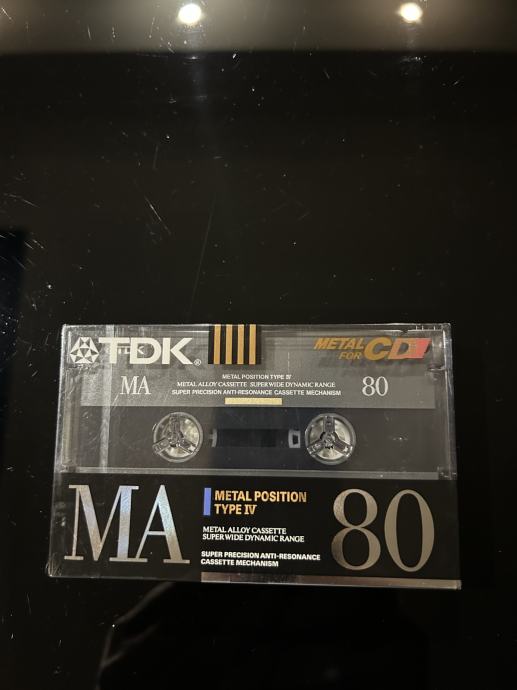 TDK®
METAL
FOR CD
METAL POSITION TYPE IV
MA
METAL ALLOY CASSETTE SUPER WIDE DYNAMIC RANGE
80
SUPER PRECISION ANTI-RESONANCE CASSETTE MECHANISM
MA
METAL POSITION
TYPE IV
METAL ALLOY CASSETTE
SUPER WIDE DYNAMIC RANGE
SUPER PRECISION ANTI-RESONANCE
CASSETTE MECHANISM
80